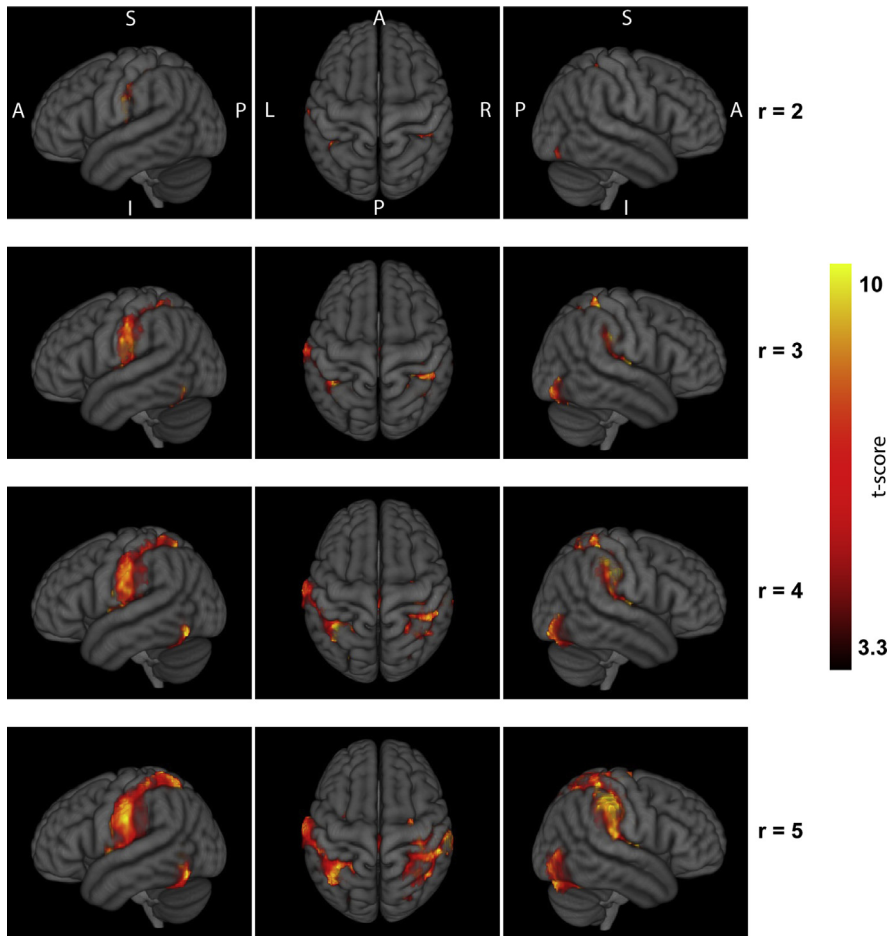 S A S
A P L R P A r = 2
I P I
10
r = 3
t-score
r = 4
3.3
r = 5